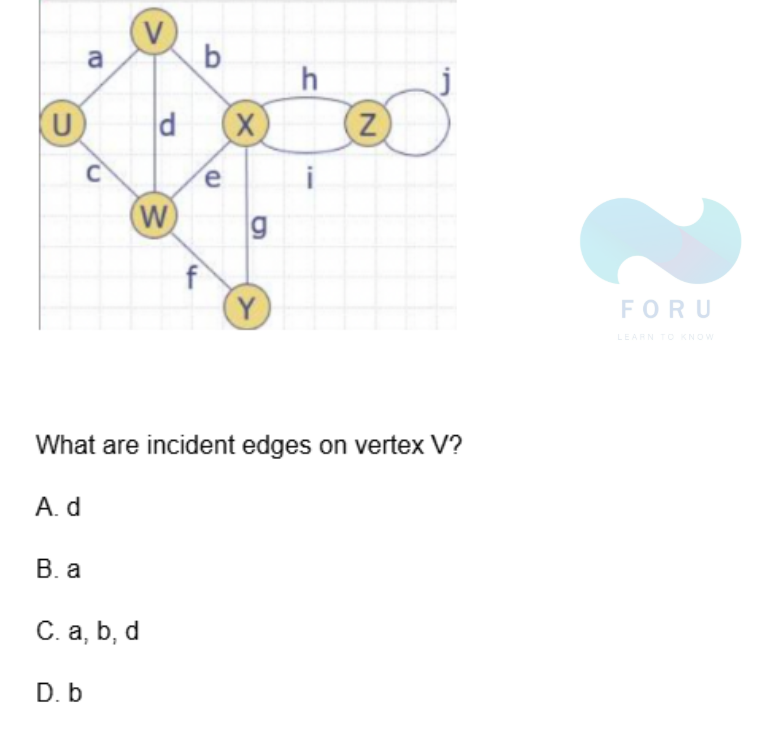 V
a
b
h
j
U
d
X
Z
c
e
i
W
g
f
Y
FORU
LEARN TO KNOW
What are incident edges on vertex V?
A. d
B. a
C. a, b, d
D. b